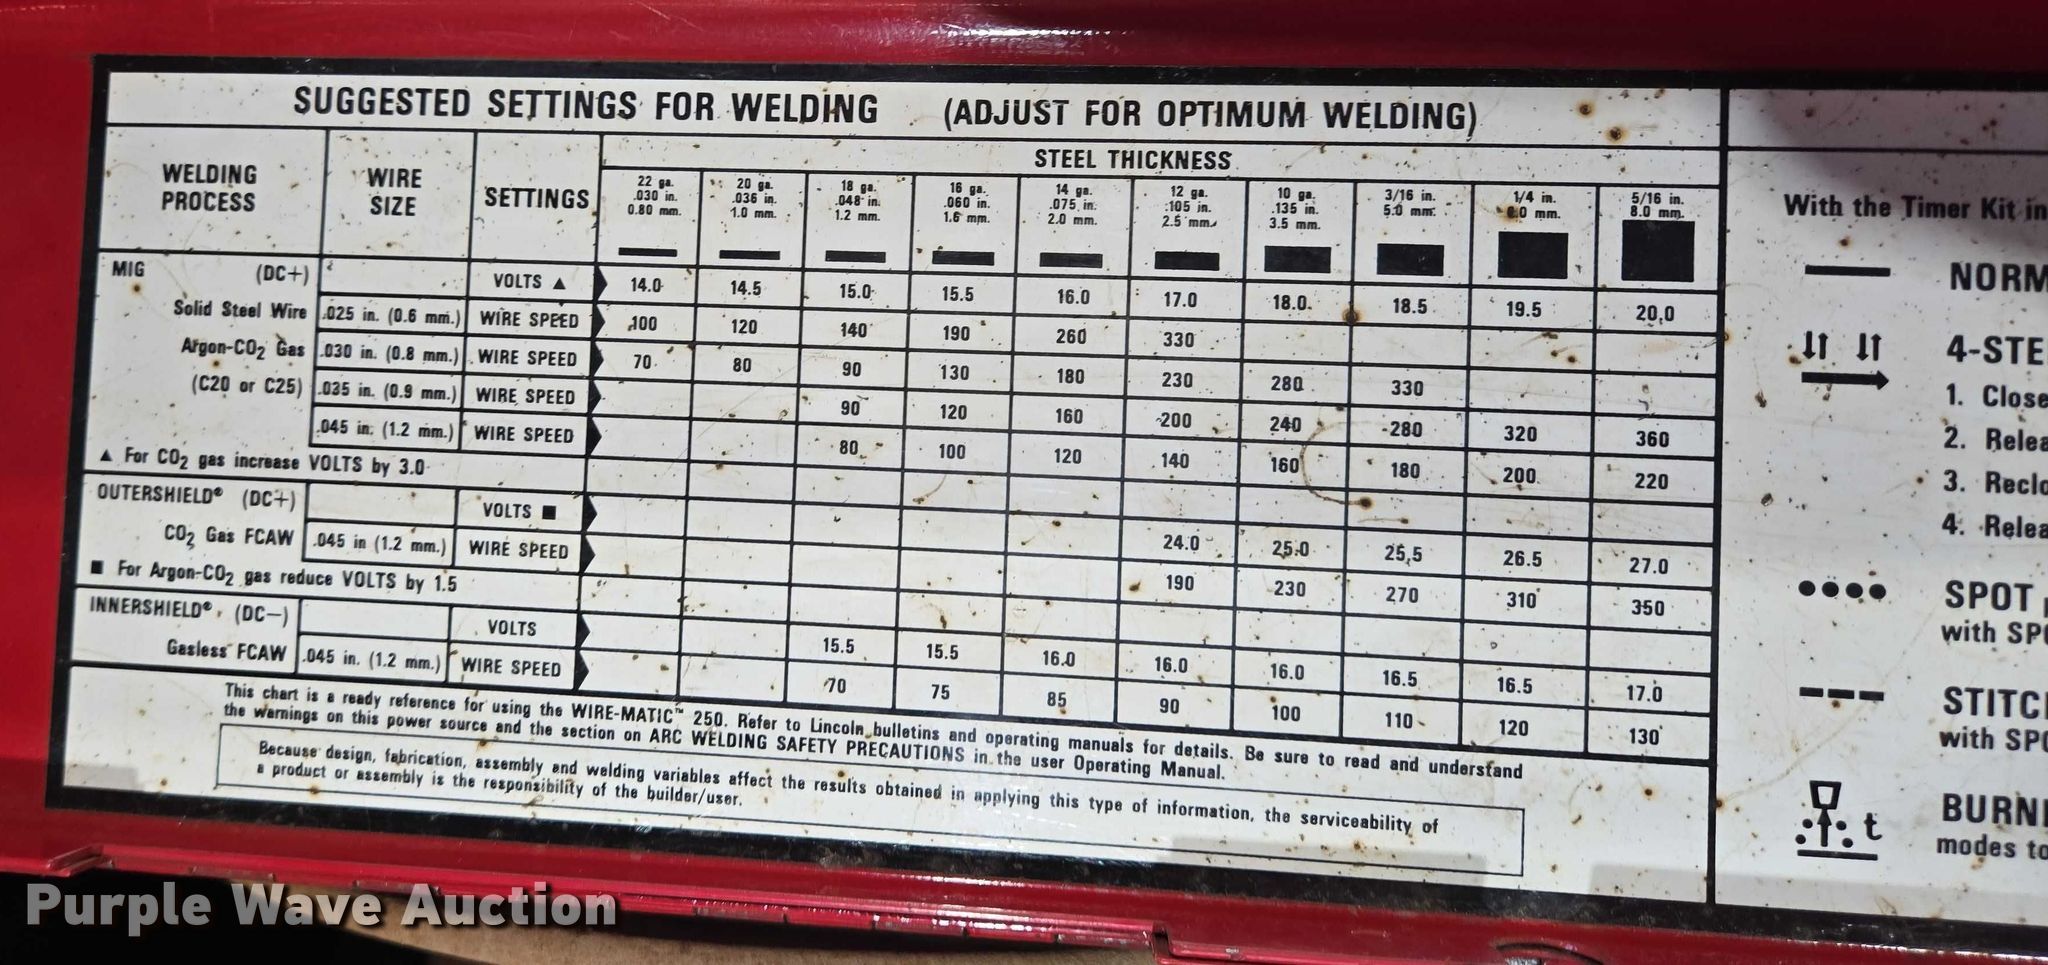 SUGGESTED SETTINGS FOR WELDING (ADJUST FOR OPTIMUM WELDING)
WELDING PROCESS WIRE SIZE SETTINGS STEEL THICKNESS
22 ga. .030 in. 0.80 mm.
20 ga. .036 in. 1.0 mm.
18 ga. .048 in. 1.2 mm.
16 ga. .060 in. 1.6 mm.
14 ga. .075 in. 2.0 mm.
12 ga. .105 in. 2.5 mm.
10 ga. .135 in. 3.5 mm.
3/16 in. 5.0 mm.
1/4 in. mm.
5/16 in. 8.0 mm.
MIG (DC+) VOLTS ▲ 14.0 14.5 15.0 15.5 16.0 17.0 18.0 18.5 19.5 20.0
Solid Steel Wire .025 in. (0.6 mm.) WIRE SPEED 100 120 140 190 260 330
Argon-CO₂ Gas .030 in. (0.8 mm.) WIRE SPEED 70 80 90 130 180 230 280 330
(C20 or C25) .035 in. (0.9 mm.) WIRE SPEED 90 120 160 200 240 280 320 360
.045 in. (1.2 mm.) WIRE SPEED 80 100 120 140 160 180 200 220
▲ For CO₂ gas increase VOLTS by 3.0
OUTERSHIELD® (DC+) VOLTS ■ 24.0 25.0 25.5 26.5 27.0
CO₂ Gas FCAW .045 in (1.2 mm.) WIRE SPEED 190 230 270 310 350
■ For Argon-CO₂ gas reduce VOLTS by 1.5
INNERSHIELD® (DC−) VOLTS 15.5 15.5 16.0 16.0 16.0 16.5 16.5 17.0
Gasless FCAW .045 in. (1.2 mm.) WIRE SPEED 70 75 85 90 100 110 120 130
This chart is a ready reference for using the WIRE-MATIC™ 250. Refer to Lincoln bulletins and operating manuals for details. Be sure to read and understand
the warnings on this power source and the section on ARC WELDING SAFETY PRECAUTIONS in the user Operating Manual.
Because design, fabrication, assembly and welding variables affect the results obtained in applying this type of information, the serviceability of
a product or assembly is the responsibility of the builder/user.
With the Timer Kit in
NORM
4-STE
1. Close
2. Relea
3. Reclo
4. Relea
SPOT
with SPO
STITC
with SPO
t BURN
modes to
Purple Wave Auction